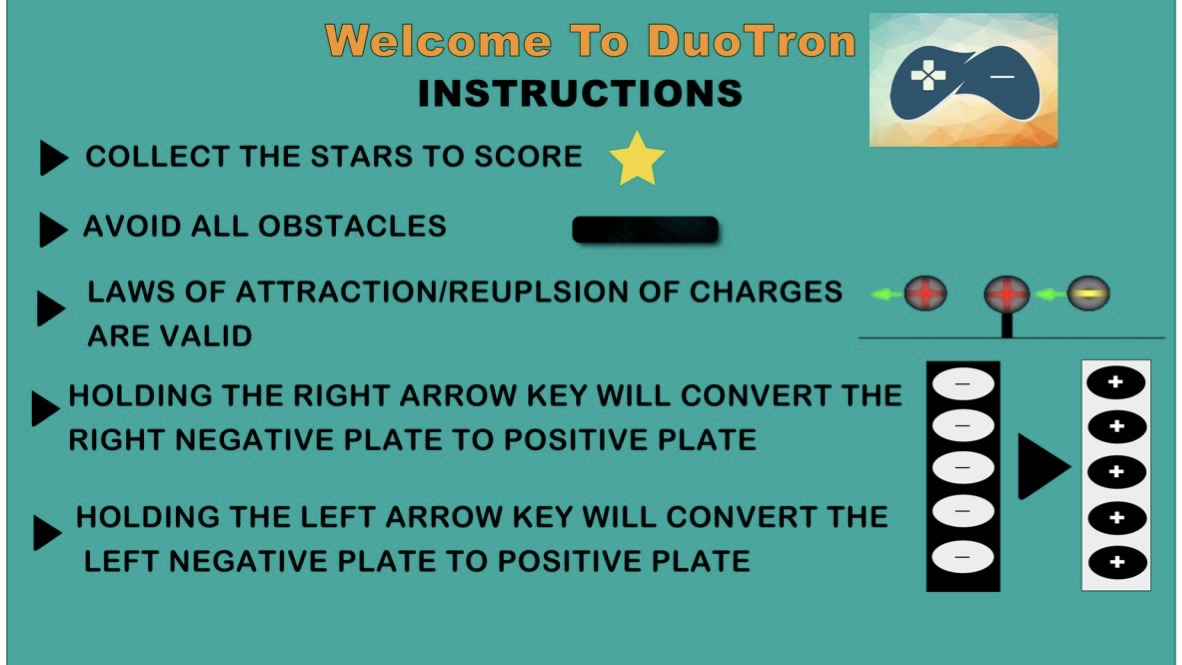 Welcome To DuoTron
INSTRUCTIONS
COLLECT THE STARS TO SCORE
AVOID ALL OBSTACLES
LAWS OF ATTRACTION/REUPLSION OF CHARGES
ARE VALID
HOLDING THE RIGHT ARROW KEY WILL CONVERT THE
RIGHT NEGATIVE PLATE TO POSITIVE PLATE
HOLDING THE LEFT ARROW KEY WILL CONVERT THE
LEFT NEGATIVE PLATE TO POSITIVE PLATE